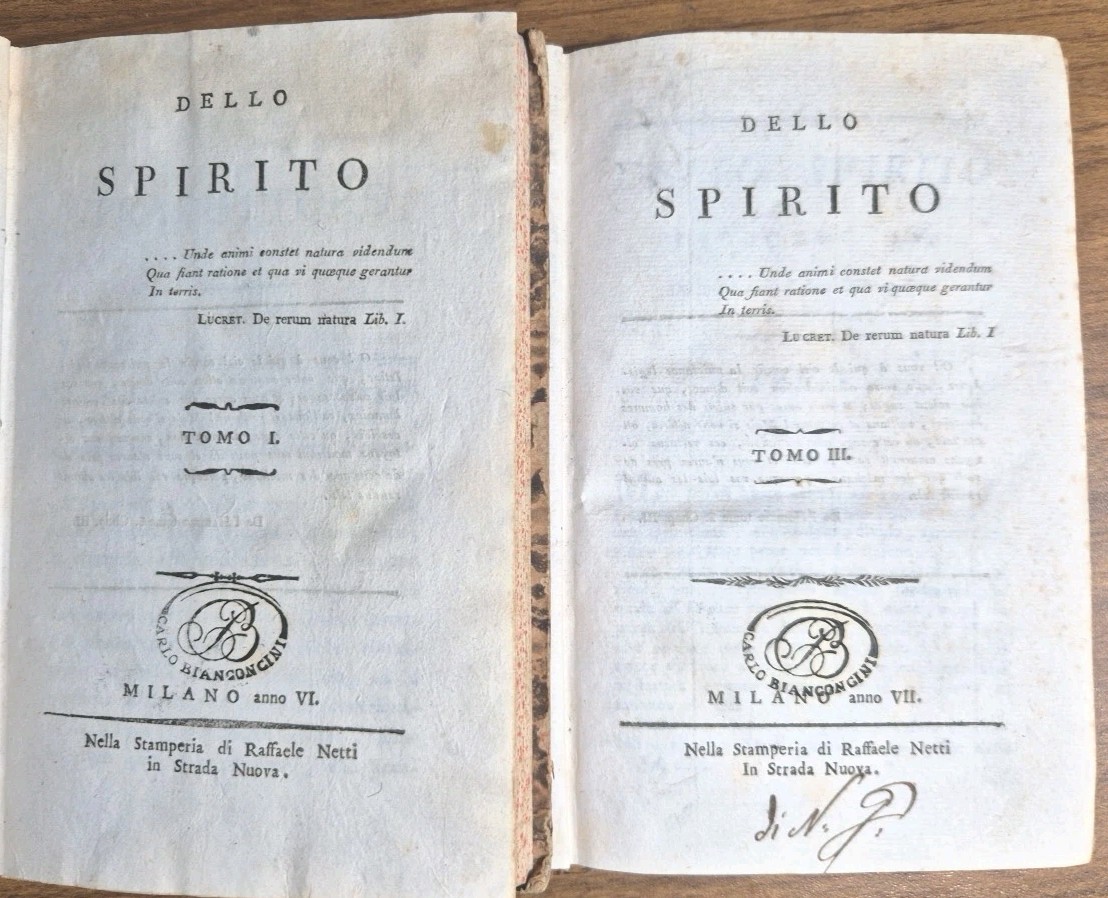 DELLO
SPIRITO
.... Unde animi constet natura videndum
Qua fiant ratione et qua vi quæque gerantur
In terris.
LUCRET. De rerum natura Lib. I.
TOMO I.
CARLO BIANCONCINI
MILANO anno VI.
Nella Stamperia di Raffaele Netti
in Strada Nuova.
DELLO
SPIRITO
.... Unde animi constet natura videndum
Qua fiant ratione et qua vi quæque gerantur
In terris.
LUCRET. De rerum natura Lib. I
TOMO III.
CARLO BIANCONCINI
MILANO anno VII.
Nella Stamperia di Raffaele Netti
In Strada Nuova.
di N. G.